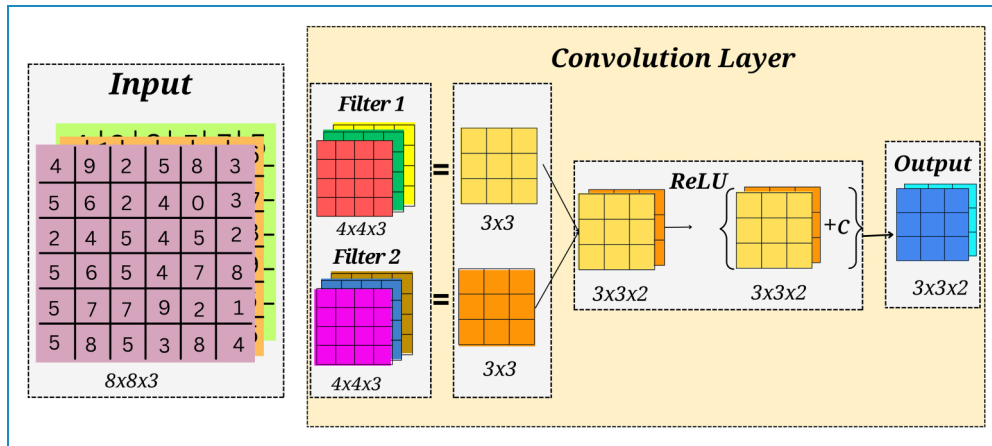 Convolution Layer
Input
4 9 2 5 8 3
5 6 2 4 0 3
2 4 5 4 5 2
5 6 5 4 7 8
5 7 7 9 2 1
5 8 5 3 8 4
8x8x3
Filter 1
4x4x3
Filter 2
4x4x3
=
=
3x3
3x3
ReLU
3x3x2
{ +c }
3x3x2
Output
3x3x2